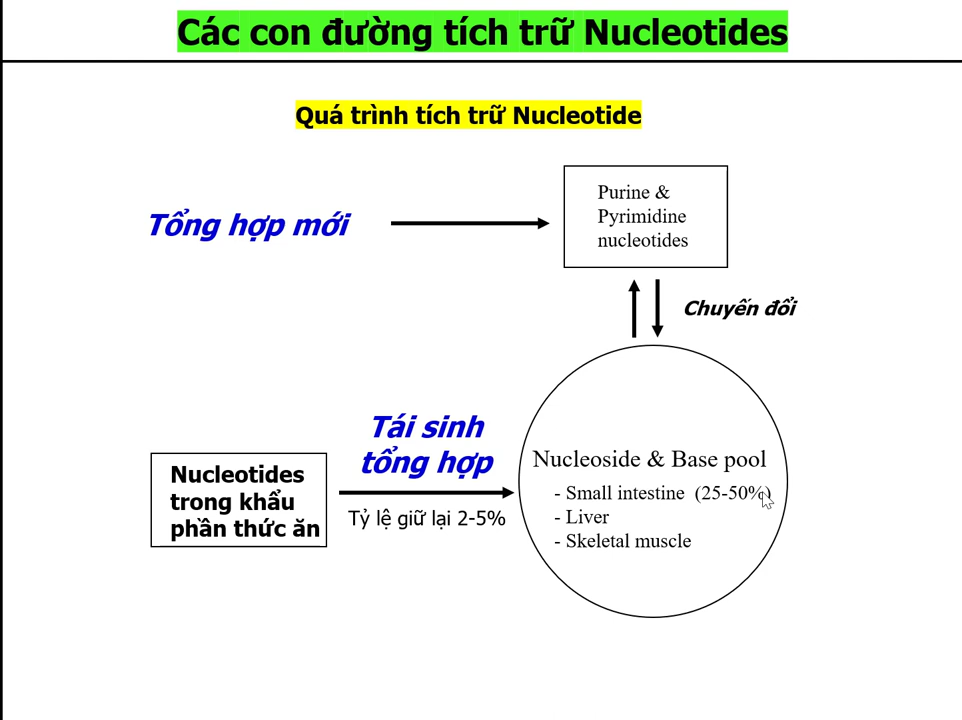 Các con đường tích trữ Nucleotides
Quá trình tích trữ Nucleotide
Tổng hợp mới
Purine &
Pyrimidine
nucleotides
Chuyến đổi
Tái sinh
tổng hợp
Nucleotides
trong khẩu
phần thức ăn
Tỷ lệ giữ lại 2-5%
Nucleoside & Base pool
- Small intestine (25-50%)
- Liver
- Skeletal muscle